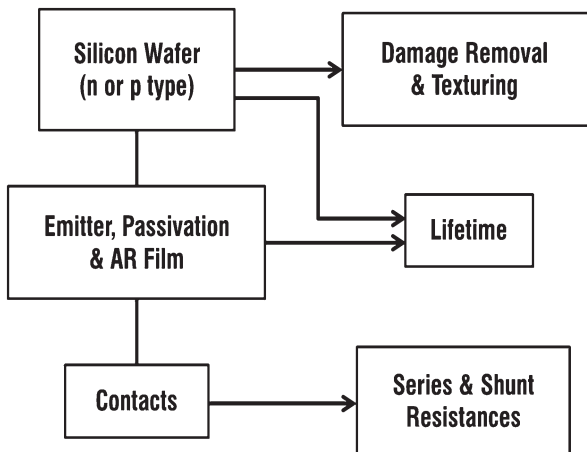 Silicon Wafer
(n or p type)
Damage Removal
& Texturing
Emitter, Passivation
& AR Film
Lifetime
Contacts
Series & Shunt
Resistances